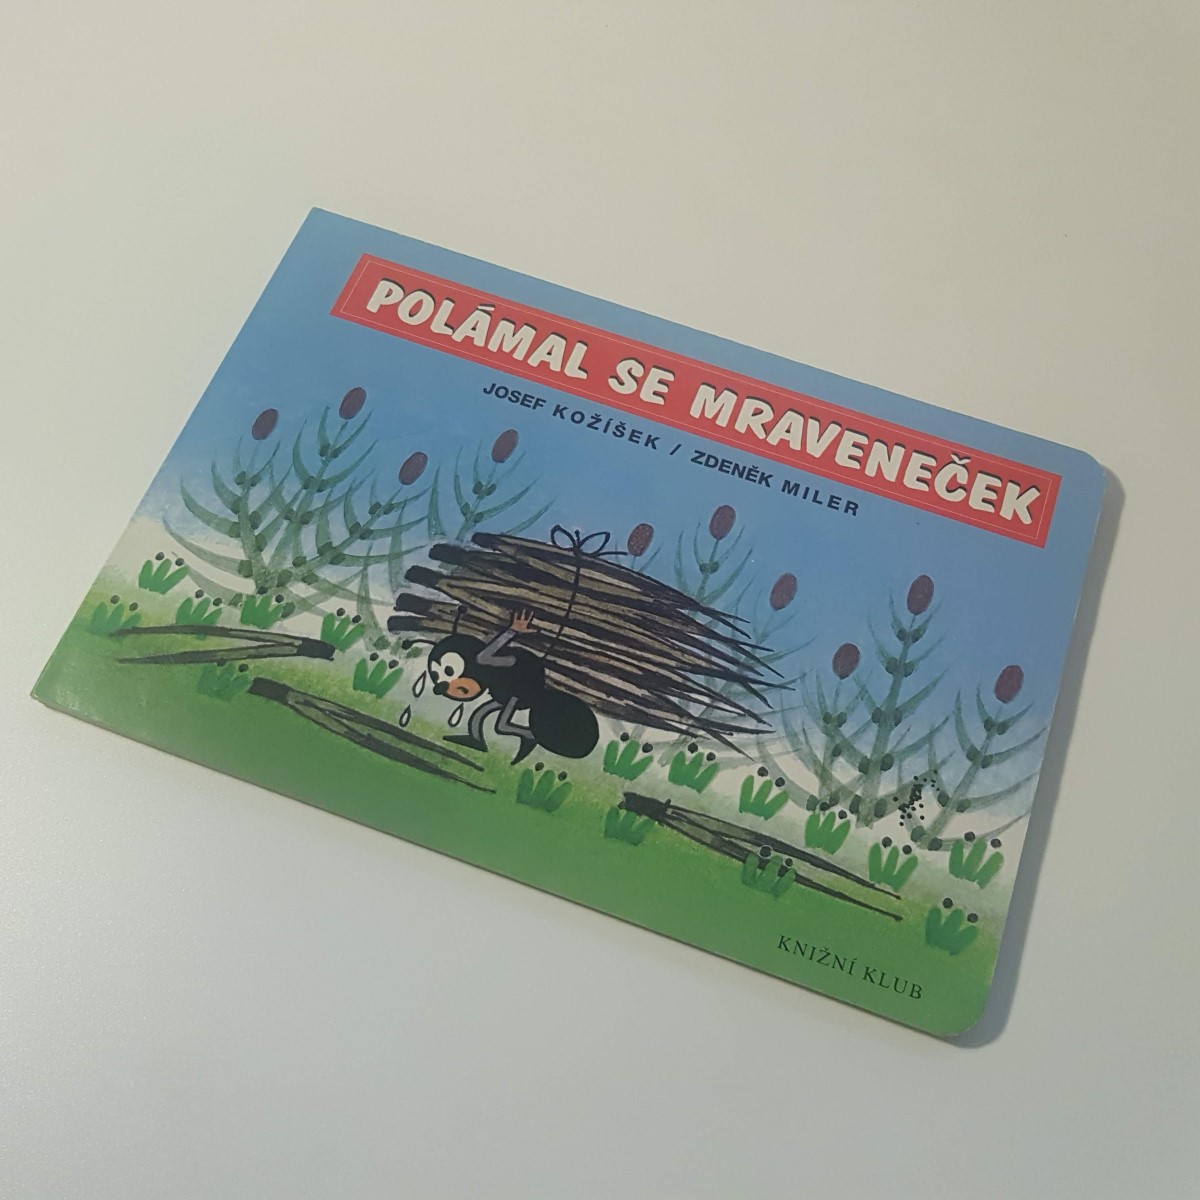 POLÁMAL SE MRAVENEČEK
JOSEF KOŽÍŠEK / ZDENĚK MILER
KNIŽNÍ KLUB